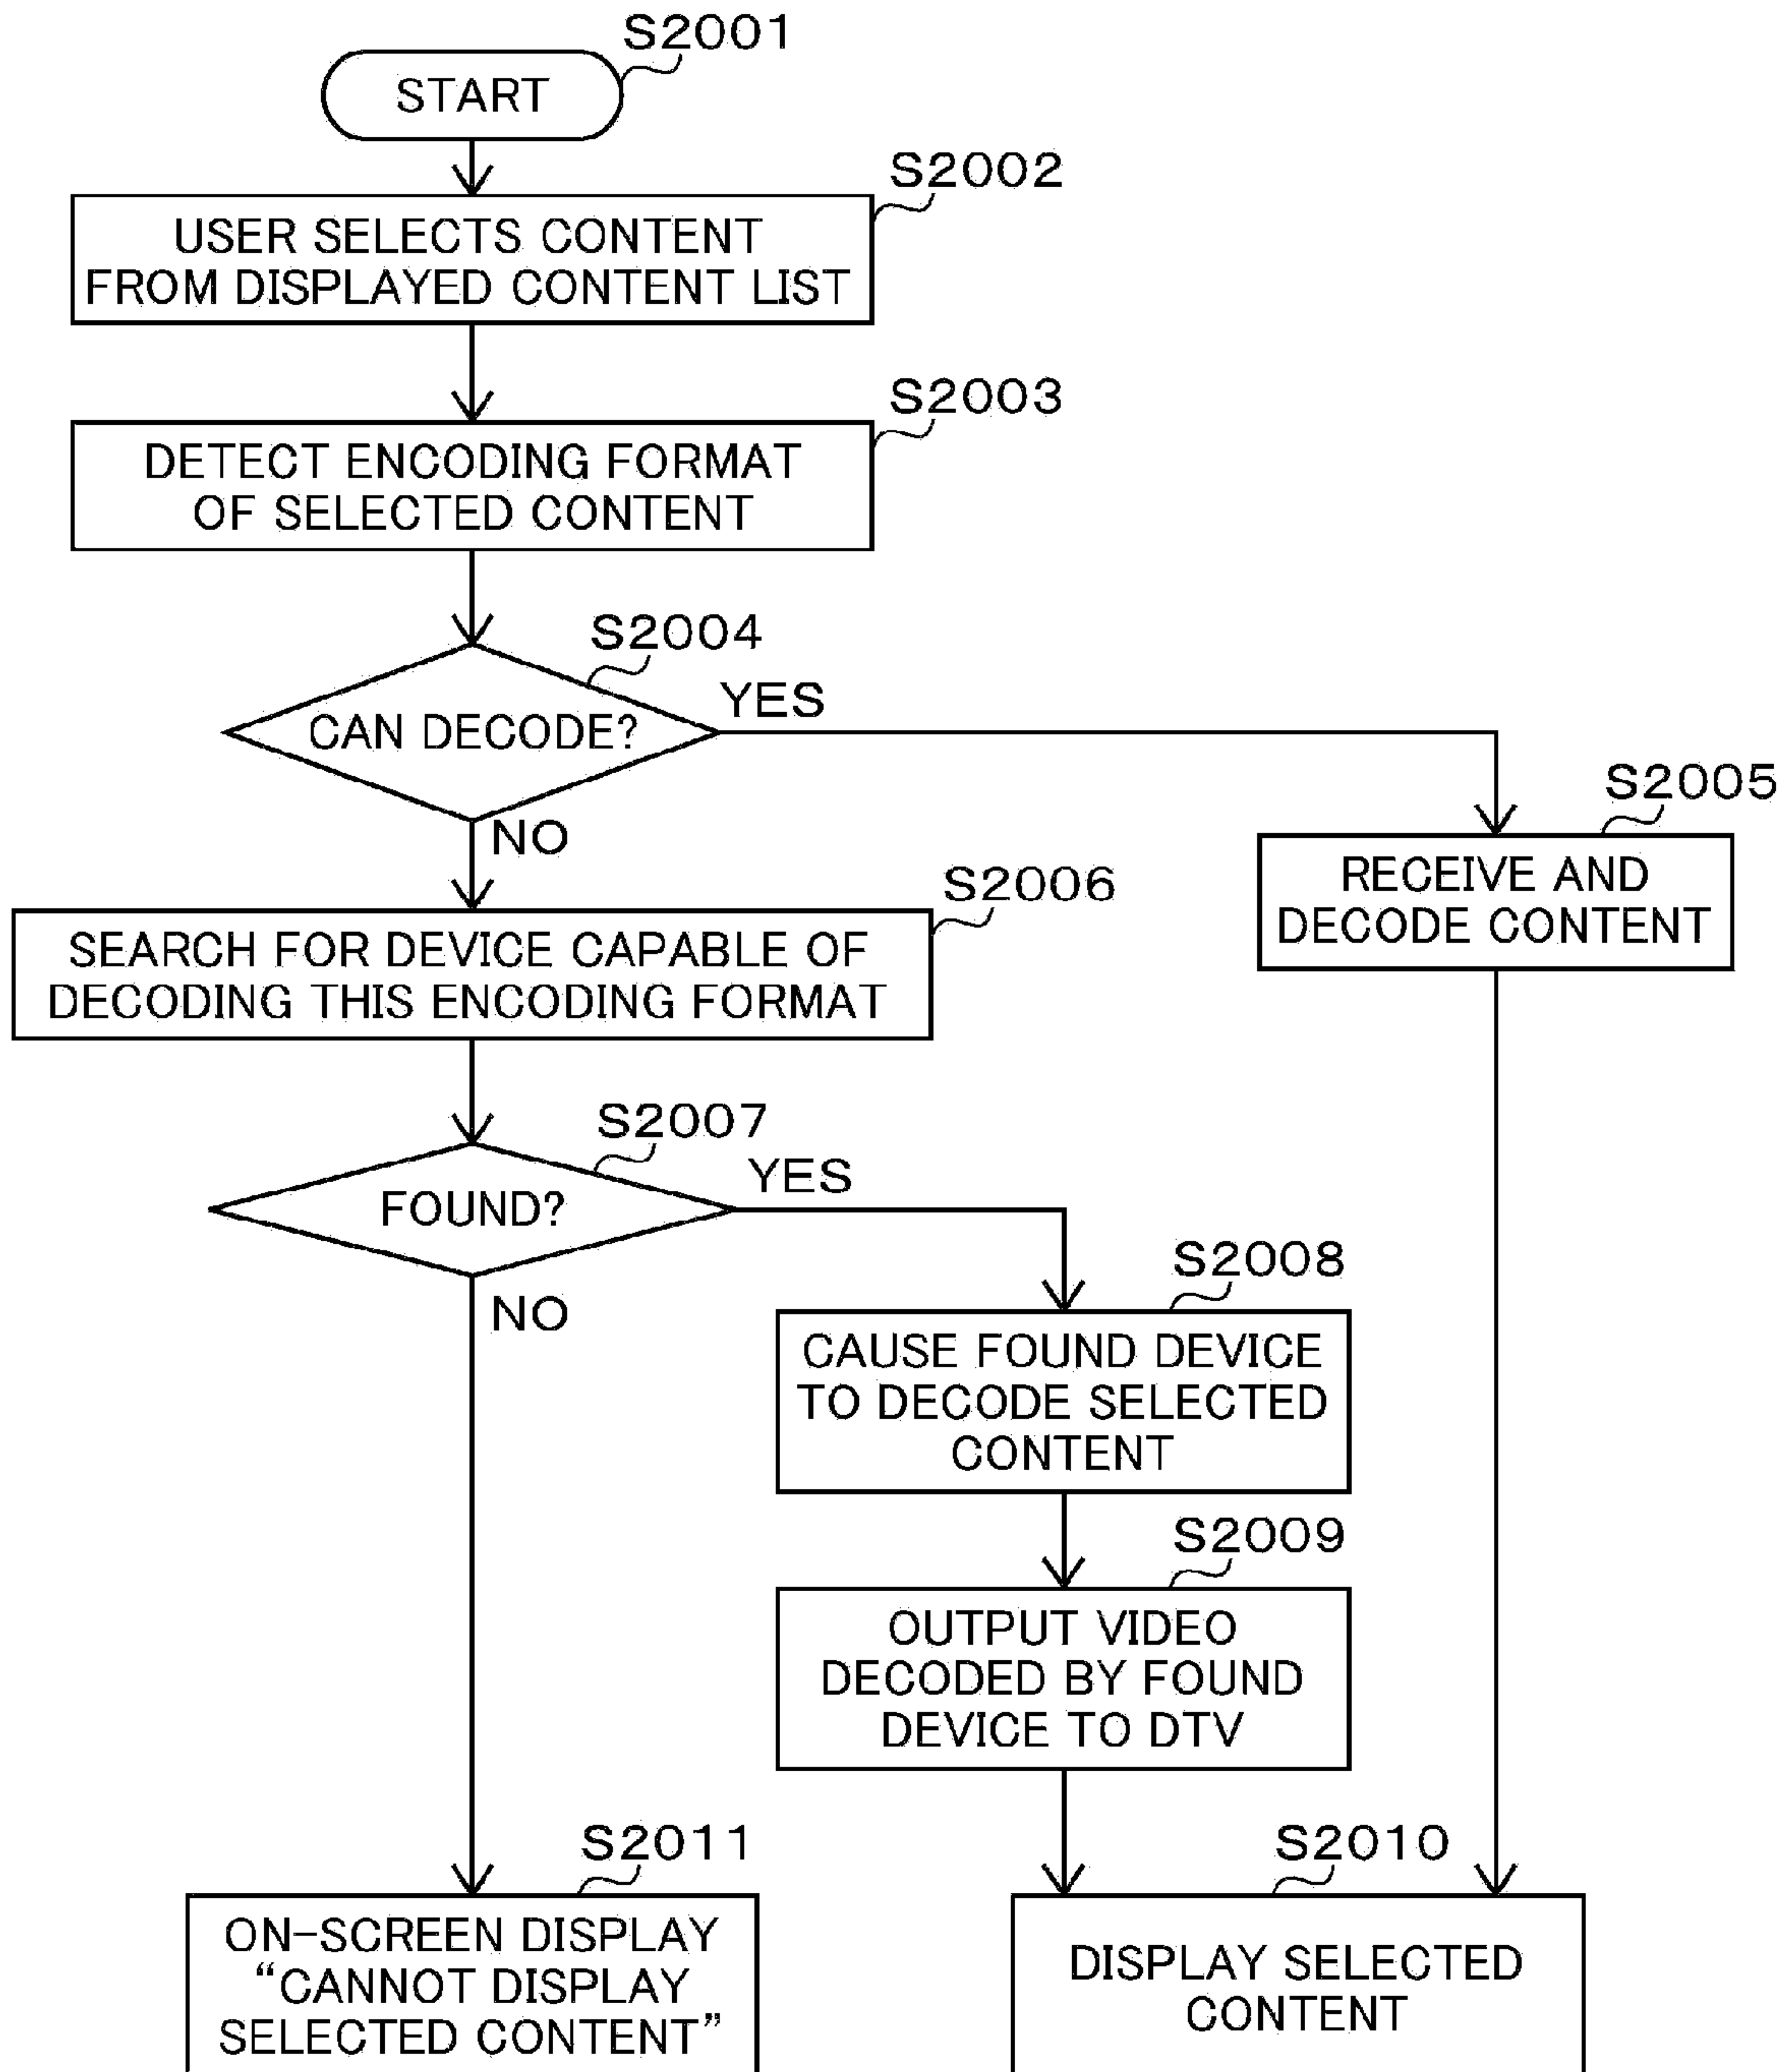 S2001
START
S2002
USER SELECTS CONTENT
FROM DISPLAYED CONTENT LIST
S2003
DETECT ENCODING FORMAT
OF SELECTED CONTENT
S2004
CAN DECODE?
YES
NO
S2005
RECEIVE AND
DECODE CONTENT
S2006
SEARCH FOR DEVICE CAPABLE OF
DECODING THIS ENCODING FORMAT
S2007
FOUND?
YES
NO
S2008
CAUSE FOUND DEVICE
TO DECODE SELECTED
CONTENT
S2009
OUTPUT VIDEO
DECODED BY FOUND
DEVICE TO DTV
S2011
ON-SCREEN DISPLAY
“CANNOT DISPLAY
SELECTED CONTENT”
S2010
DISPLAY SELECTED
CONTENT